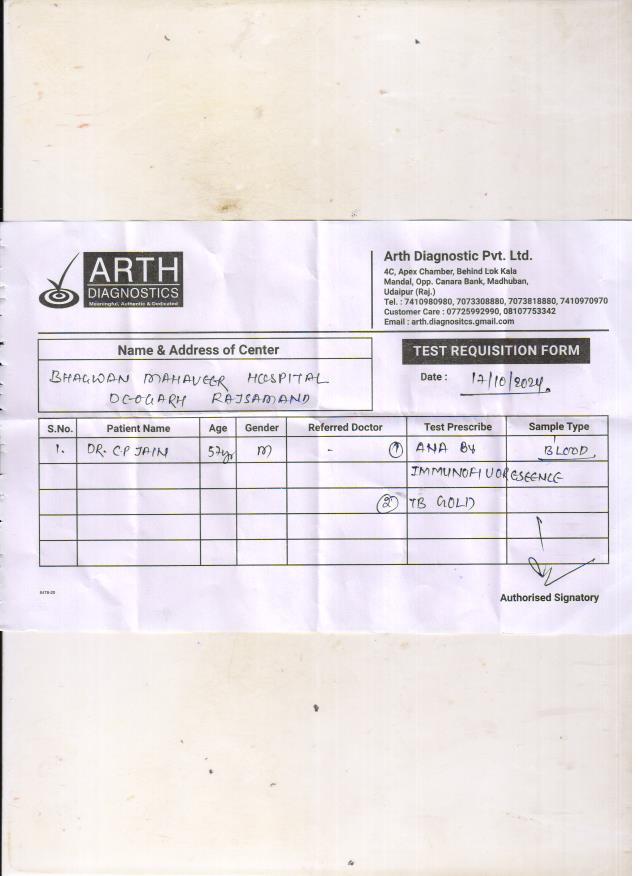 ARTH
DIAGNOSTICS
Meaningful, Authentic & Dedicated
Arth Diagnostic Pvt. Ltd.
4C, Apex Chamber, Behind Lok Kala
Mandal, Opp. Canara Bank, Madhuban,
Udaipur (Raj.)
Tel. : 7410980980, 7073308880, 7073818880, 7410970970
Customer Care : 07725992990, 08107753342
Email : arth.diagnositcs.gmail.com
Name & Address of Center
TEST REQUISITION FORM
BHAGWAN MAHAVEER HOSPITAL
DEOGARH RAJSAMAND
Date : 17/10/2024
S.No. Patient Name Age Gender Referred Doctor Test Prescribe Sample Type
1. DR. C.P JAIN 57yr M - ① ANA BY BLOOD
IMMUNOFLUORESEENCE
② TB GOLD
Authorised Signatory